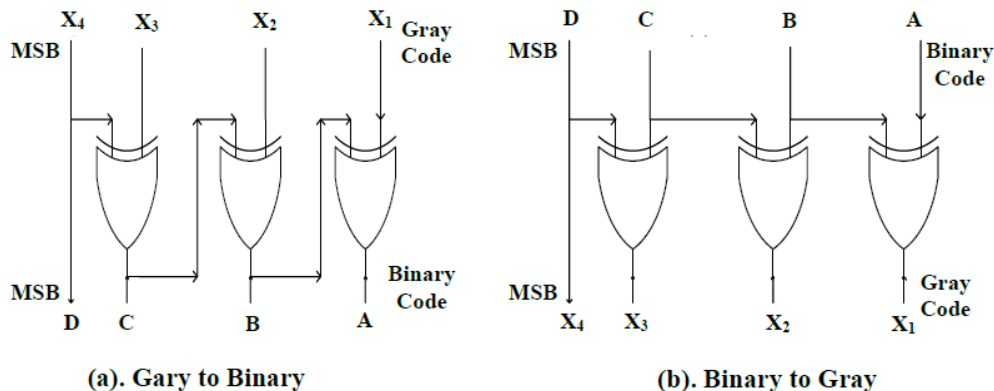 X4 X3 X2 X1
MSB
Gray
Code
MSB
D C B A
Binary
Code
(a). Gary to Binary
D C B A
MSB
Binary
Code
MSB
X4 X3 X2 X1
Gray
Code
(b). Binary to Gray